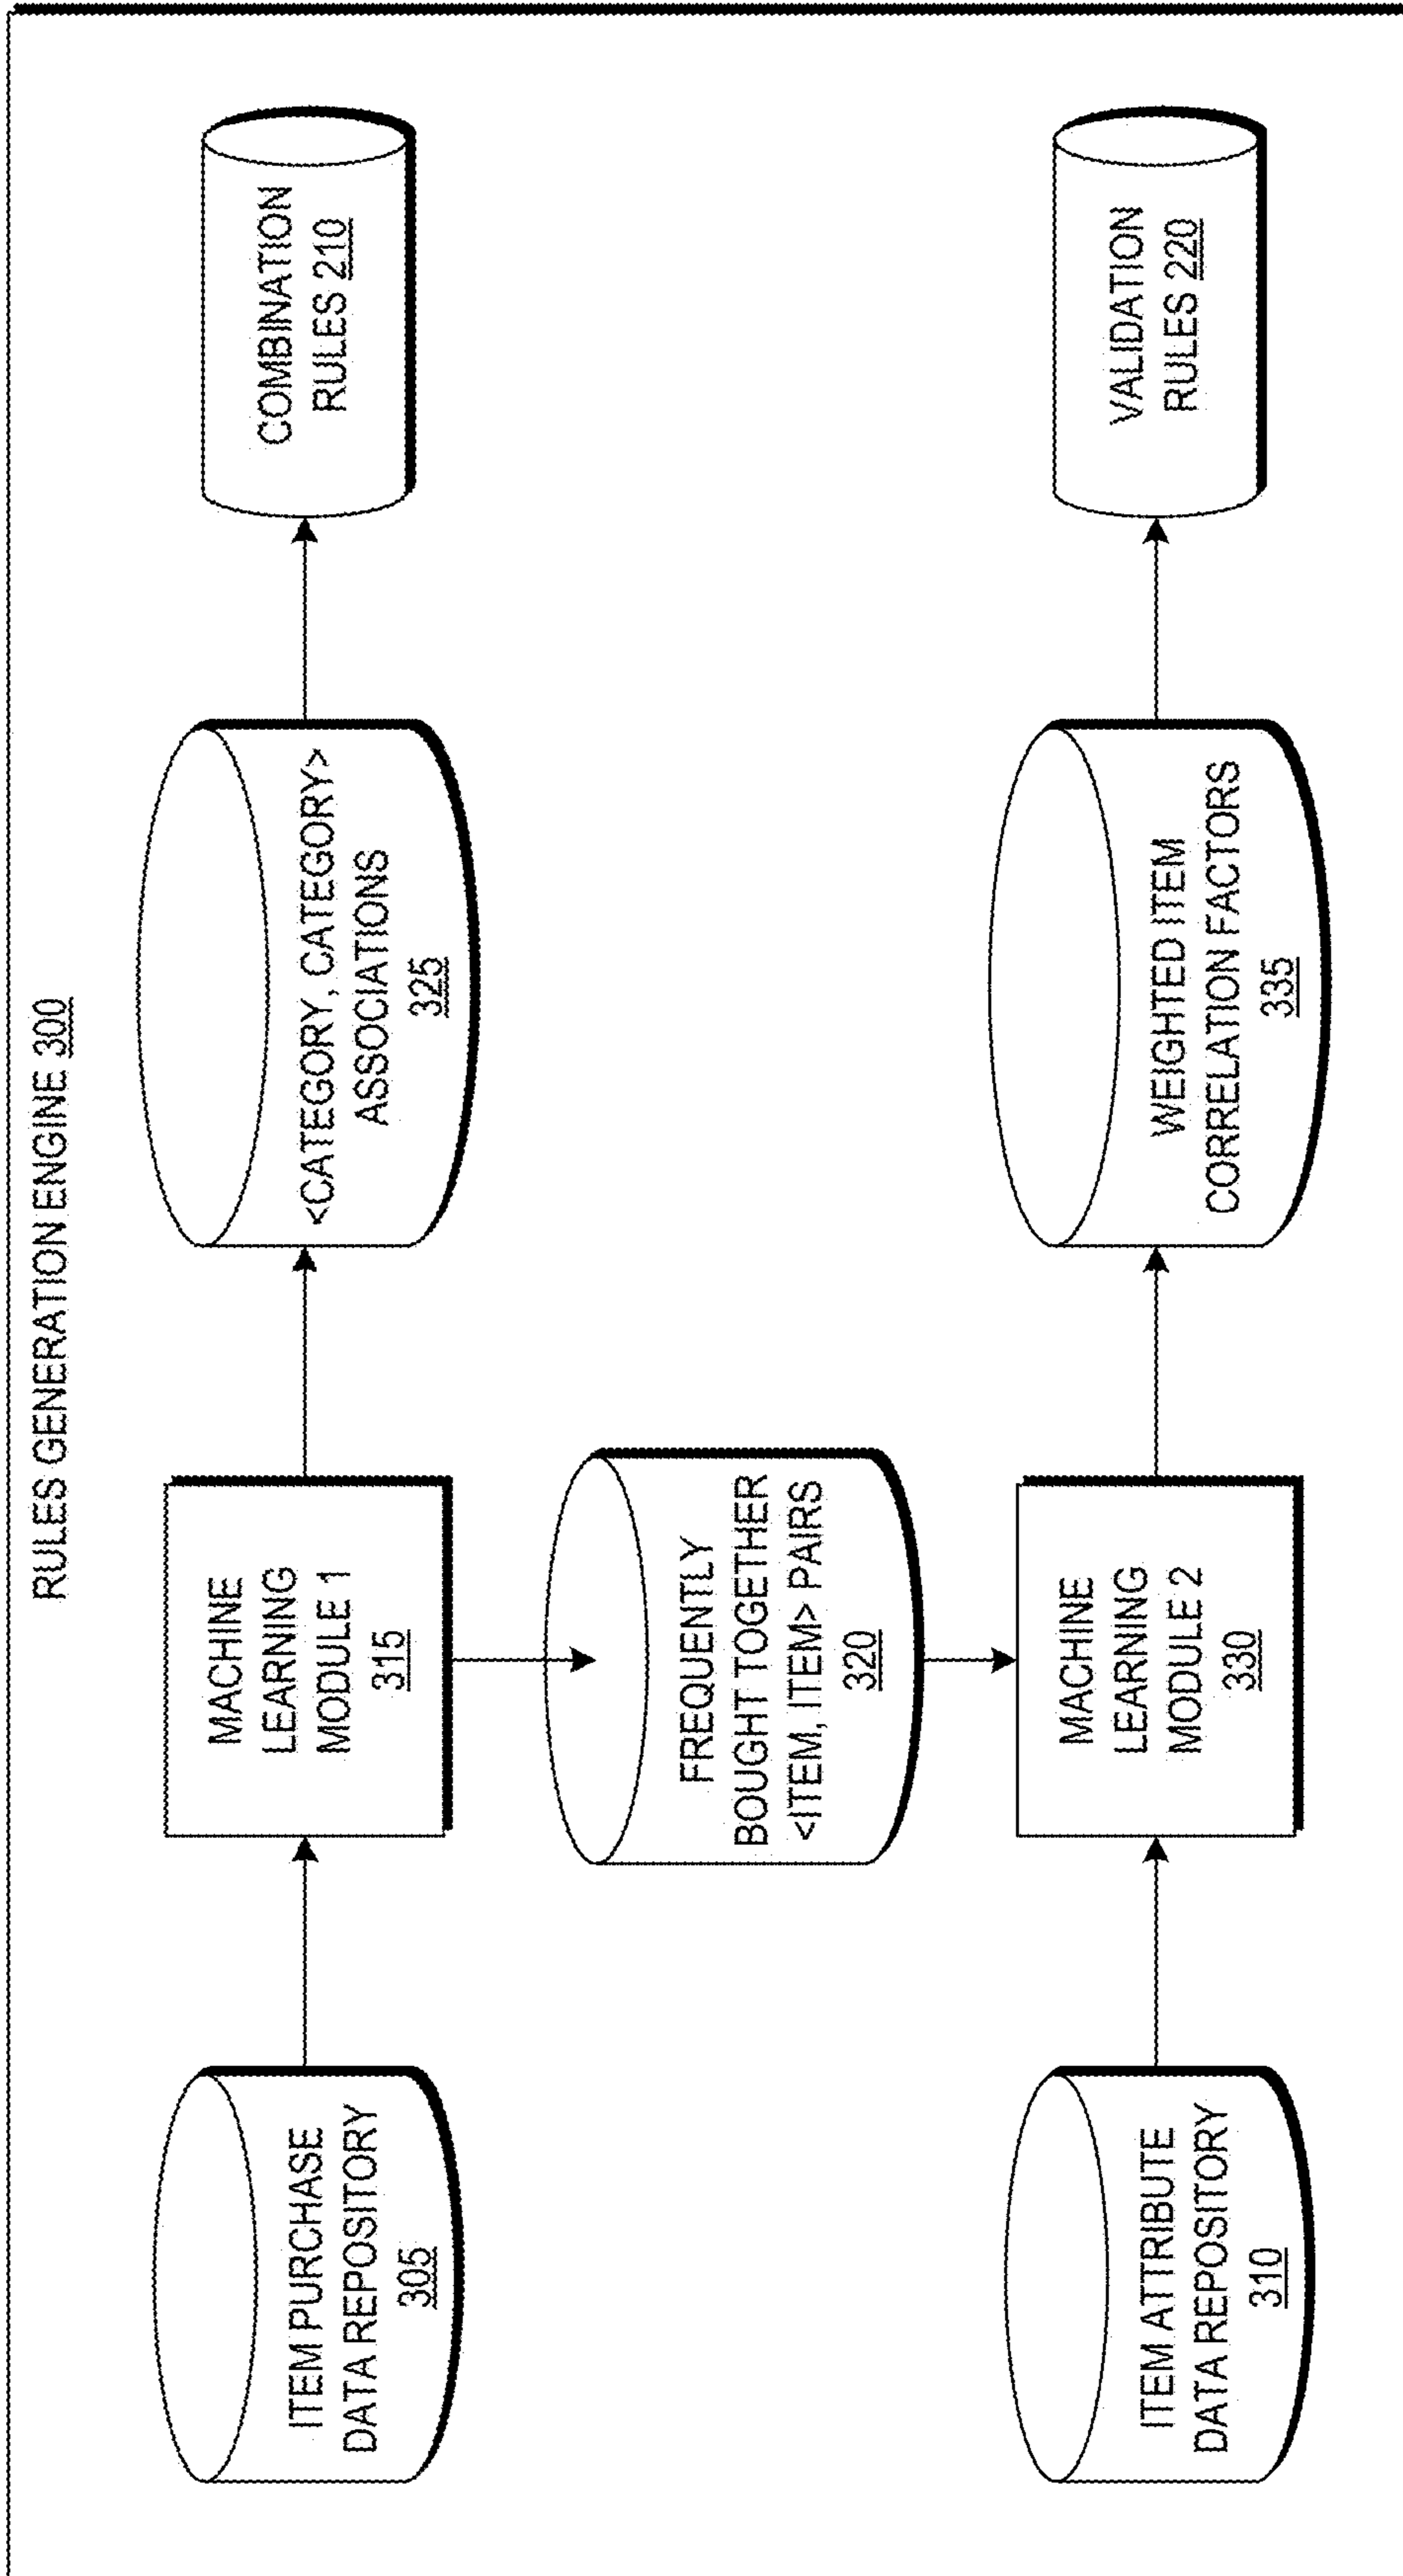 RULES GENERATION ENGINE 300
ITEM PURCHASE
DATA REPOSITORY
305
MACHINE
LEARNING
MODULE 1
315
<CATEGORY, CATEGORY>
ASSOCIATIONS
325
COMBINATION
RULES 210
FREQUENTLY
BOUGHT TOGETHER
<ITEM, ITEM> PAIRS
320
ITEM ATTRIBUTE
DATA REPOSITORY
310
MACHINE
LEARNING
MODULE 2
330
WEIGHTED ITEM
CORRELATION FACTORS
335
VALIDATION
RULES 220